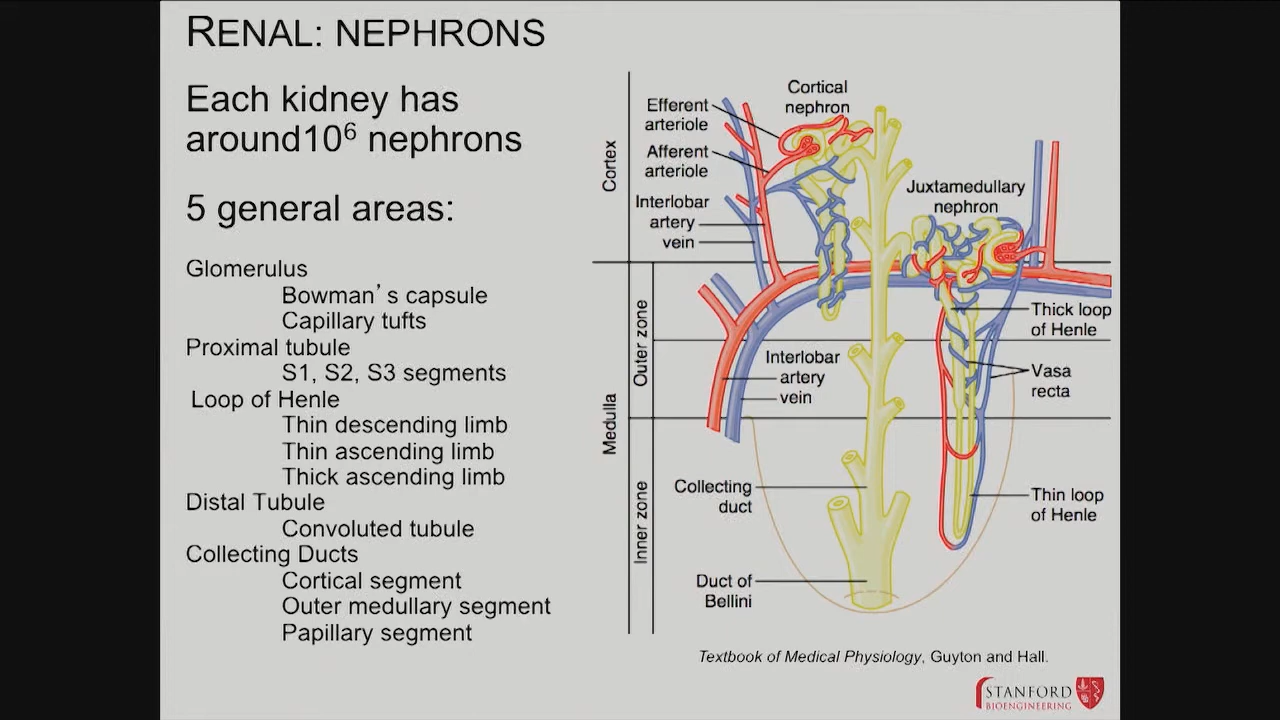 RENAL: NEPHRONS
Each kidney has
around10⁶ nephrons
5 general areas:
Glomerulus
Bowman's capsule
Capillary tufts
Proximal tubule
S1, S2, S3 segments
Loop of Henle
Thin descending limb
Thin ascending limb
Thick ascending limb
Distal Tubule
Convoluted tubule
Collecting Ducts
Cortical segment
Outer medullary segment
Papillary segment
Cortex
Medulla
Outer zone
Inner zone
Cortical
nephron
Efferent
arteriole
Afferent
arteriole
Interlobar
artery
vein
Juxtamedullary
nephron
Thick loop
of Henle
Interlobar
artery
vein
Vasa
recta
Collecting
duct
Thin loop
of Henle
Duct of
Bellini
Textbook of Medical Physiology, Guyton and Hall.
STANFORD
BIOENGINEERING